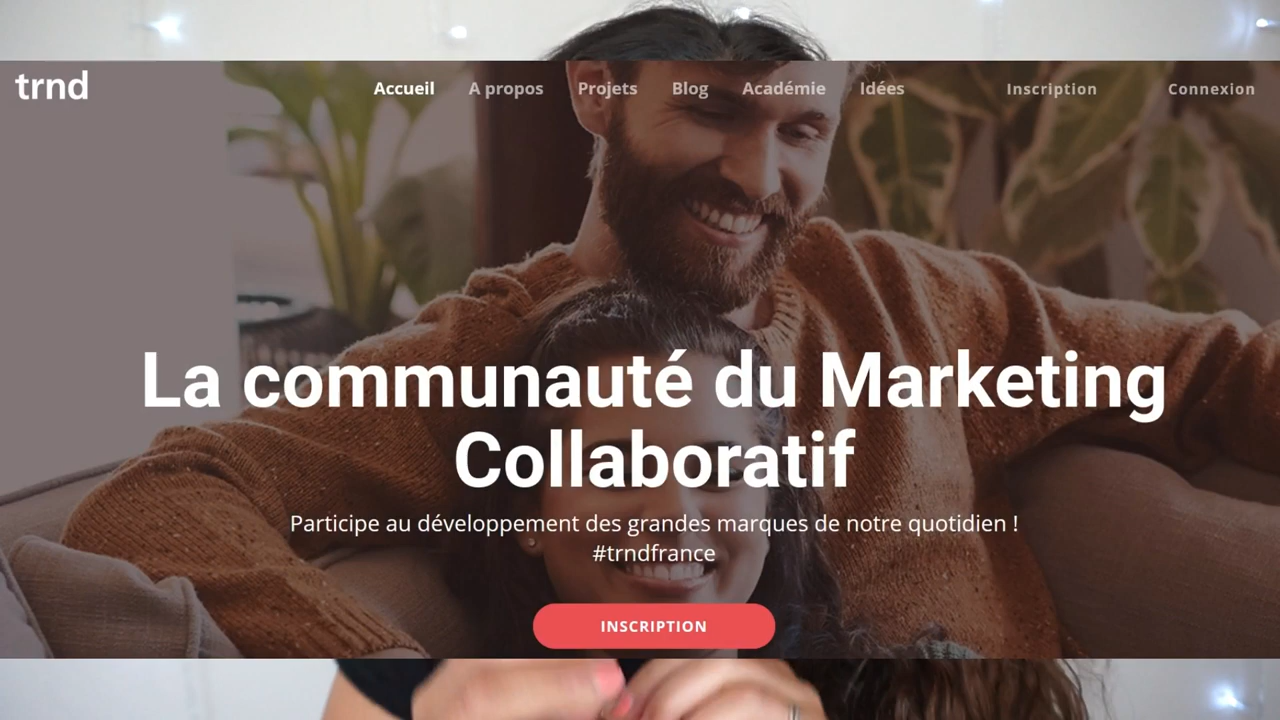 trnd
Accueil A propos Projets Blog Académie Idées Inscription Connexion
La communauté du Marketing
Collaboratif
Participe au développement des grandes marques de notre quotidien !
#trndfrance
INSCRIPTION